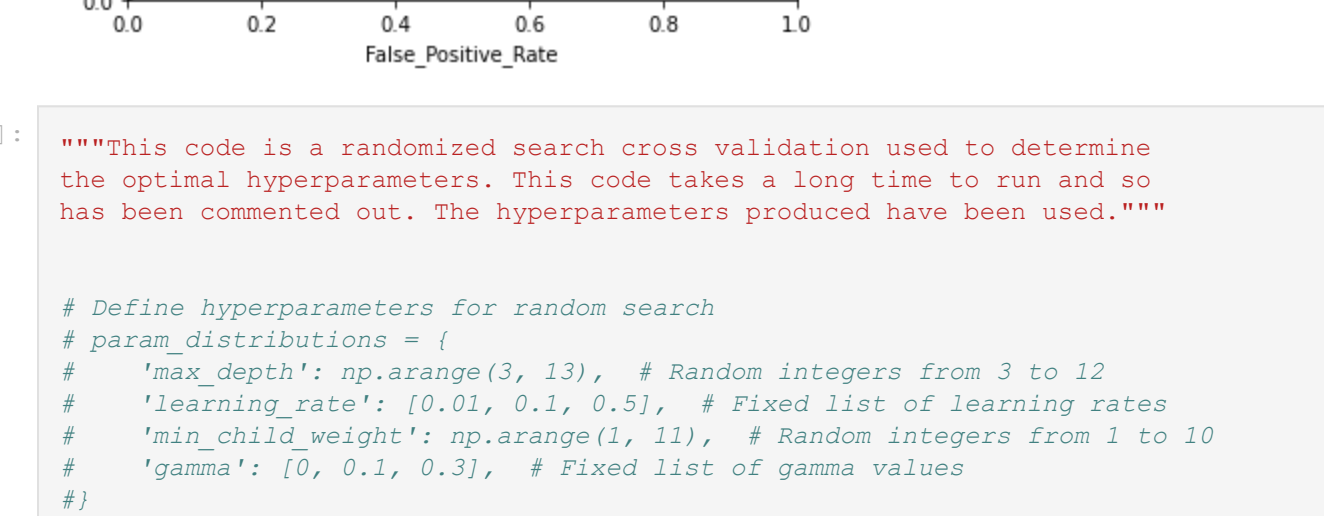 0.0
0.0 0.2 0.4 0.6 0.8 1.0
False_Positive_Rate
]:
"""This code is a randomized search cross validation used to determine
the optimal hyperparameters. This code takes a long time to run and so
has been commented out. The hyperparameters produced have been used."""
# Define hyperparameters for random search
# param_distributions = {
#    'max_depth': np.arange(3, 13),  # Random integers from 3 to 12
#    'learning_rate': [0.01, 0.1, 0.5],  # Fixed list of learning rates
#    'min_child_weight': np.arange(1, 11),  # Random integers from 1 to 10
#    'gamma': [0, 0.1, 0.3],  # Fixed list of gamma values
#}